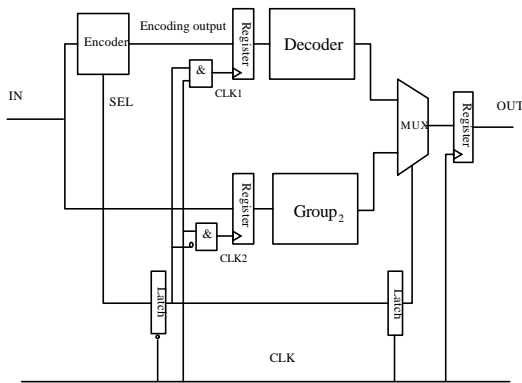 Encoder
Encoding output
Register
Decoder
&
CLK1
IN
SEL
MUX
Register
OUT
Register
Group2
&
CLK2
Latch
Latch
CLK